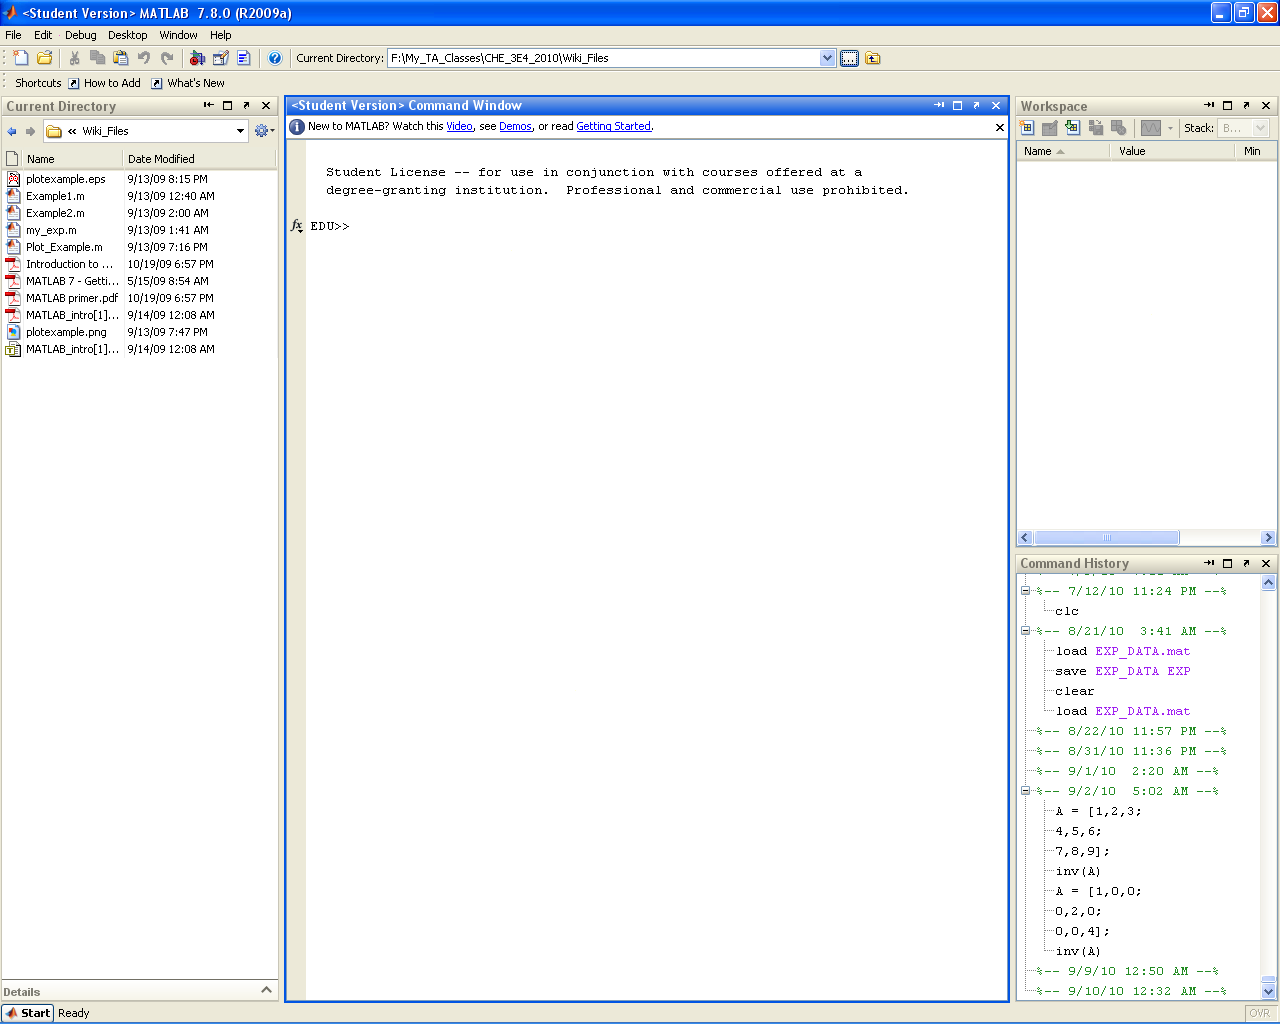 <Student Version> MATLAB 7.8.0 (R2009a)
File Edit Debug Desktop Window Help
Current Directory: F:\My_TA_Classes\CHE_3E4_2010\Wiki_Files
Shortcuts How to Add What's New
Current Directory
« Wiki_Files
Name Date Modified
plotexample.eps 9/13/09 8:15 PM
Example1.m 9/13/09 12:40 AM
Example2.m 9/13/09 2:00 AM
my_exp.m 9/13/09 1:41 AM
Plot_Example.m 9/13/09 7:16 PM
Introduction to ... 10/19/09 6:57 PM
MATLAB 7 - Getti... 5/15/09 8:54 AM
MATLAB primer.pdf 10/19/09 6:57 PM
MATLAB_intro[1]... 9/14/09 12:08 AM
plotexample.png 9/13/09 7:47 PM
MATLAB_intro[1]... 9/14/09 12:08 AM
Details
<Student Version> Command Window
New to MATLAB? Watch this Video, see Demos, or read Getting Started.
Student License -- for use in conjunction with courses offered at a
degree-granting institution. Professional and commercial use prohibited.
fx EDU>>
Workspace
Stack: B...
Name Value Min
Command History
%-- 7/12/10 11:24 PM --%
clc
%-- 8/21/10 3:41 AM --%
load EXP_DATA.mat
save EXP_DATA EXP
clear
load EXP_DATA.mat
%-- 8/22/10 11:57 PM --%
%-- 8/31/10 11:36 PM --%
%-- 9/1/10 2:20 AM --%
%-- 9/2/10 5:02 AM --%
A = [1,2,3;
4,5,6;
7,8,9];
inv(A)
A = [1,0,0;
0,2,0;
0,0,4];
inv(A)
%-- 9/9/10 12:50 AM --%
%-- 9/10/10 12:32 AM --%
Start Ready
OVR